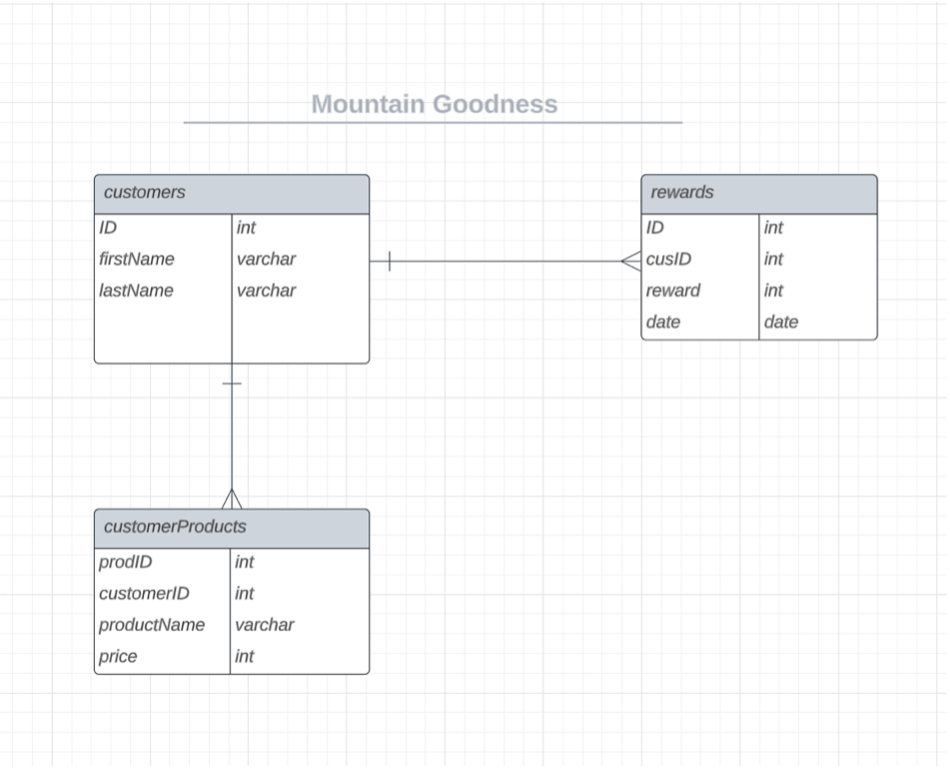 Mountain Goodness
customers
ID int
firstName varchar
lastName varchar
rewards
ID int
cusID int
reward int
date date
customerProducts
prodID int
customerID int
productName varchar
price int